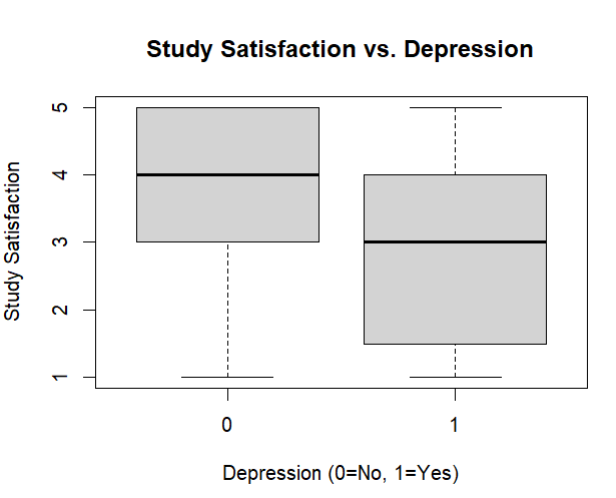 Study Satisfaction vs. Depression
Study Satisfaction
5
4
3
2
1
0 1
Depression (0=No, 1=Yes)